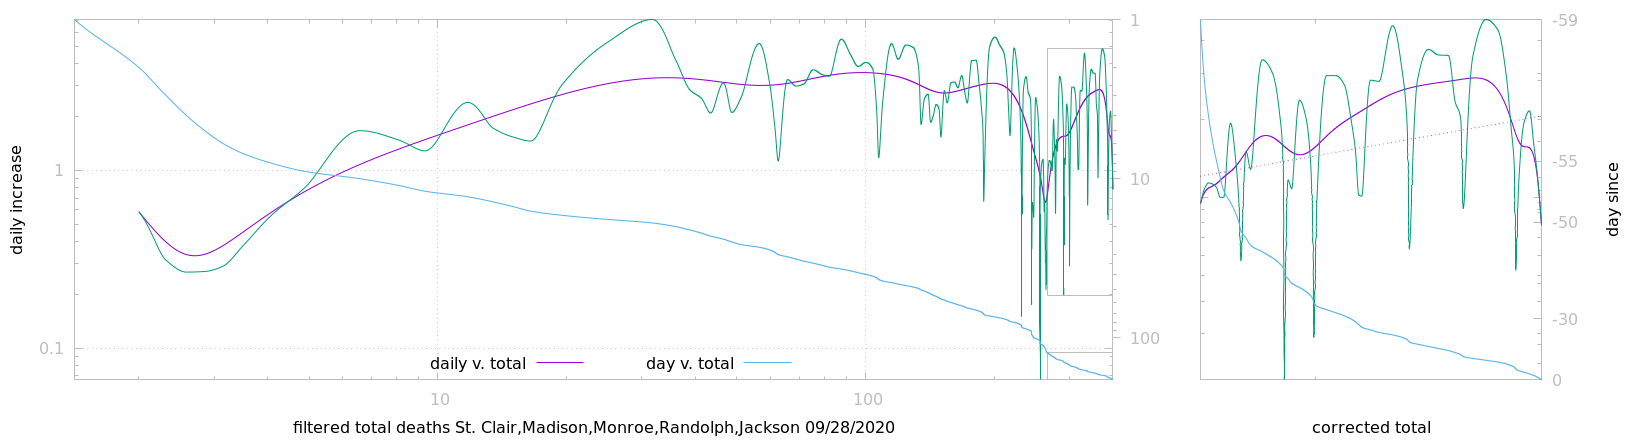 1
-59
daily increase
1
10
-55
-50
day since
0.1
daily v. total
day v. total
100
-30
0
10
100
filtered total deaths St. Clair,Madison,Monroe,Randolph,Jackson 09/28/2020
corrected total